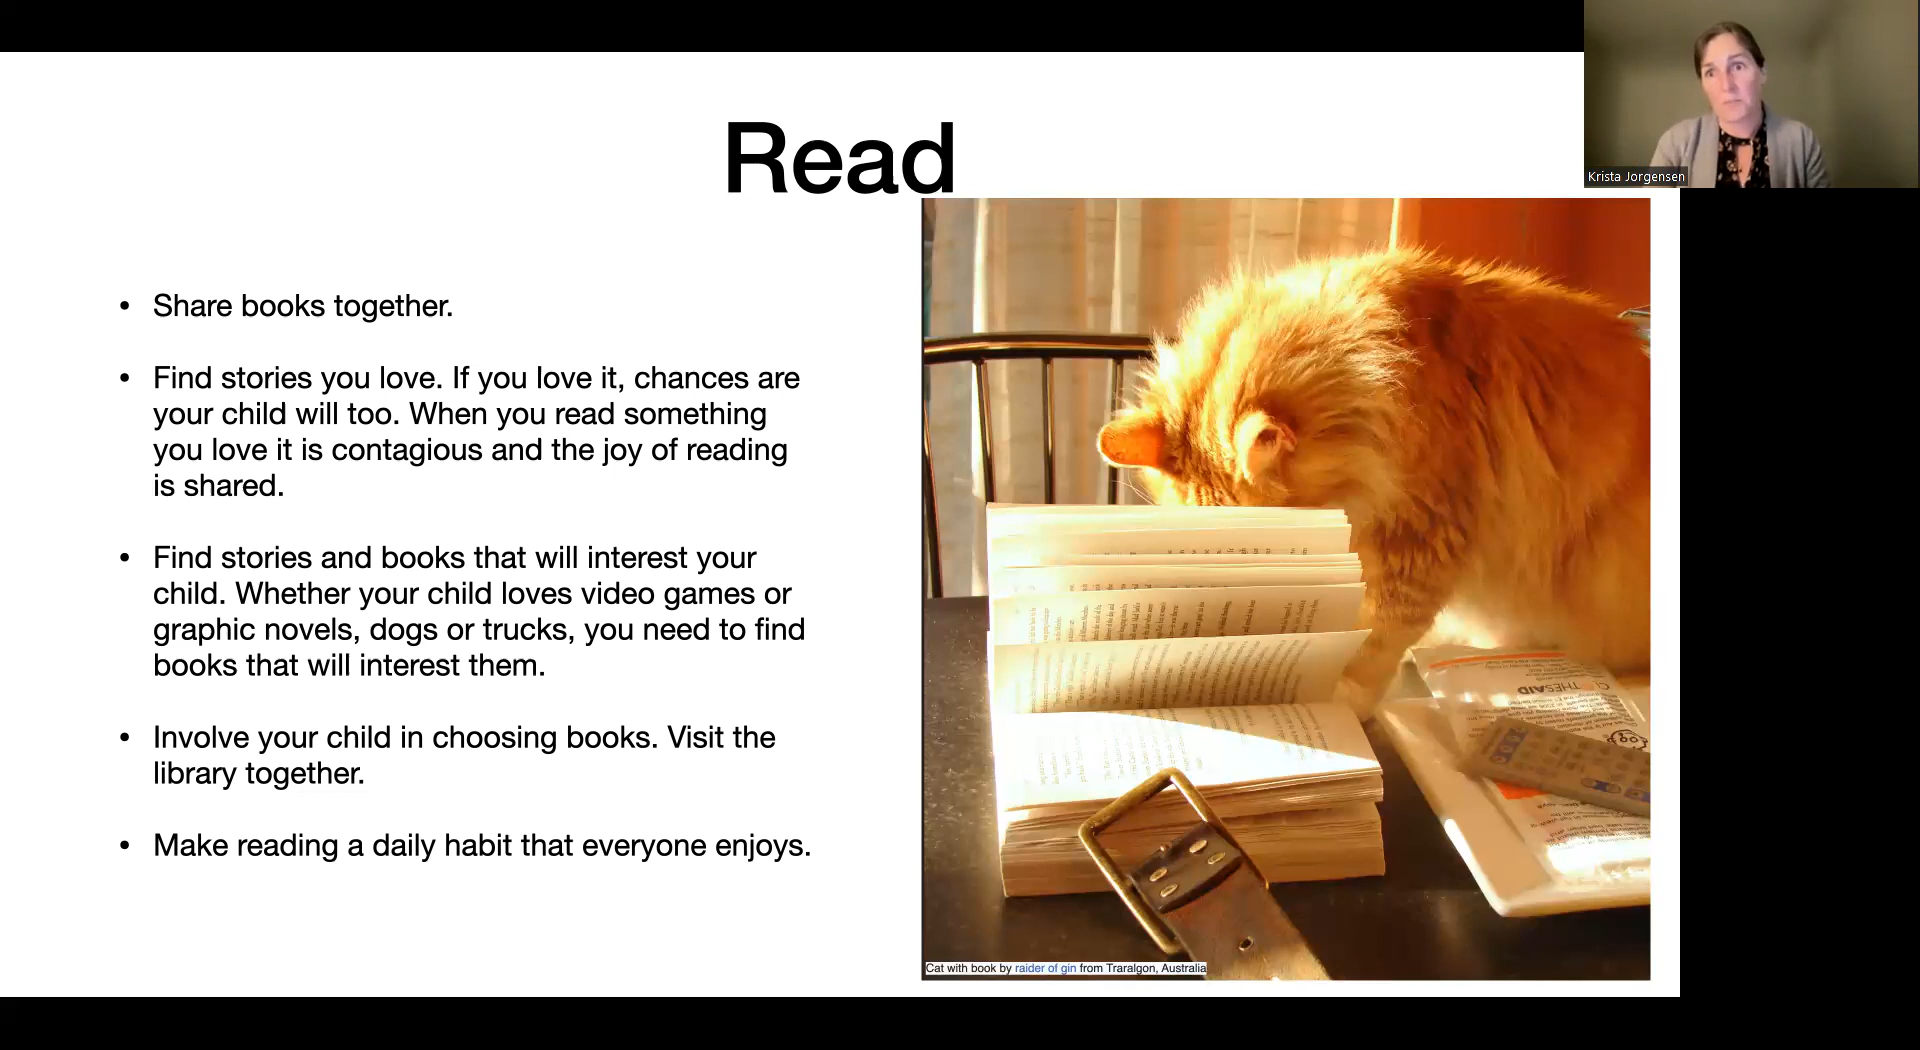 Read
Krista Jorgensen
• Share books together.
• Find stories you love. If you love it, chances are
your child will too. When you read something
you love it is contagious and the joy of reading
is shared.
• Find stories and books that will interest your
child. Whether your child loves video games or
graphic novels, dogs or trucks, you need to find
books that will interest them.
• Involve your child in choosing books. Visit the
library together.
• Make reading a daily habit that everyone enjoys.
THESAID
Cat with book by raider of gin from Traralgon, Australia